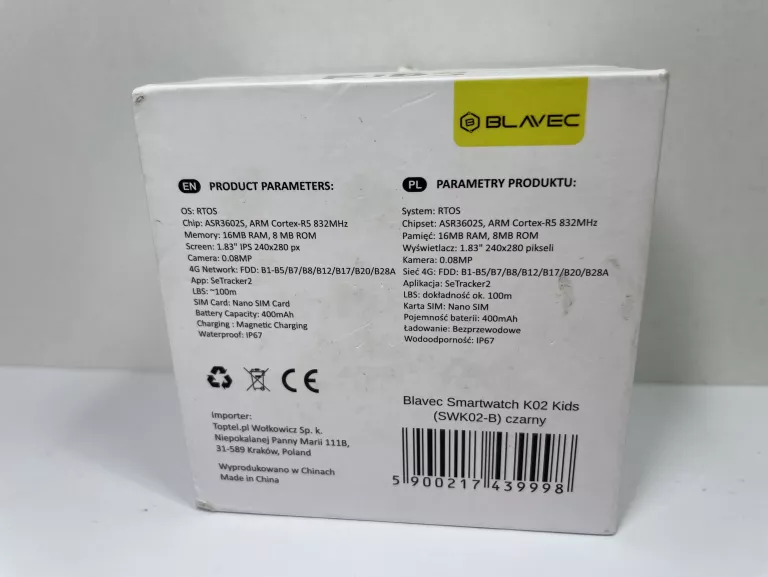 BLAVEC
EN PRODUCT PARAMETERS:
OS: RTOS
Chip: ASR3602S, ARM Cortex-R5 832MHz
Memory: 16MB RAM, 8 MB ROM
Screen: 1.83" IPS 240x280 px
Camera: 0.08MP
4G Network: FDD: B1-B5/B7/B8/B12/B17/B20/B28A
App: SeTracker2
LBS: ~100m
SIM Card: Nano SIM Card
Battery Capacity: 400mAh
Charging : Magnetic Charging
Waterproof: IP67
PL PARAMETRY PRODUKTU:
System: RTOS
Chipset: ASR3602S, ARM Cortex-R5 832MHz
Pamięć: 16MB RAM, 8MB ROM
Wyświetlacz: 1.83" 240x280 pikseli
Kamera: 0.08MP
Sieć 4G: FDD: B1-B5/B7/B8/B12/B17/B20/B28A
Aplikacja: SeTracker2
LBS: dokładność ok. 100m
Karta SIM: Nano SIM
Pojemność baterii: 400mAh
Ładowanie: Bezprzewodowe
Wodoodporność: IP67
CE
Importer:
Toptel.pl Wołkowicz Sp. k.
Niepokalanej Panny Marii 111B,
31-589 Kraków, Poland
Wyprodukowano w Chinach
Made in China
Blavec Smartwatch K02 Kids
(SWK02-B) czarny
5 900217 439998